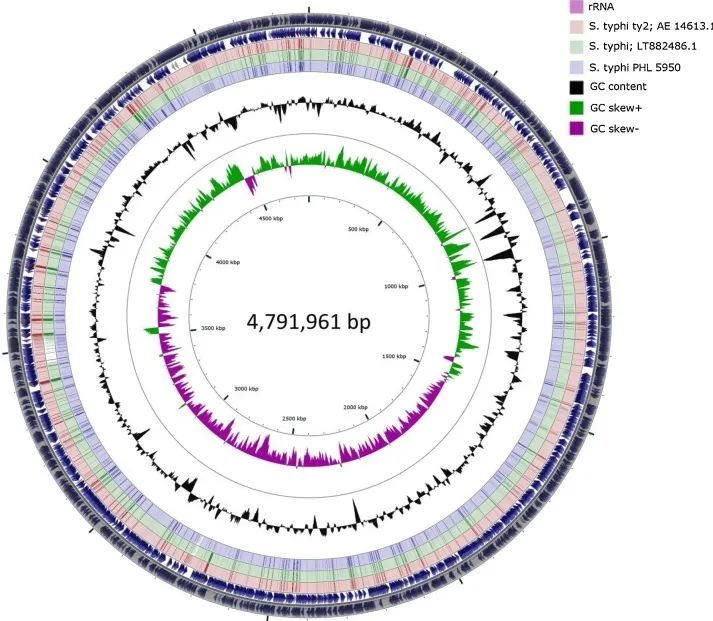 rRNA
S. typhi ty2; AE 14613.1
S. typhi; LT882486.1
S. typhi PHL 5950
GC content
GC skew+
GC skew-
4500 kbp
500 kbp
4000 kbp
1000 kbp
4,791,961 bp
3500 kbp
1500 kbp
3000 kbp
2000 kbp
2500 kbp